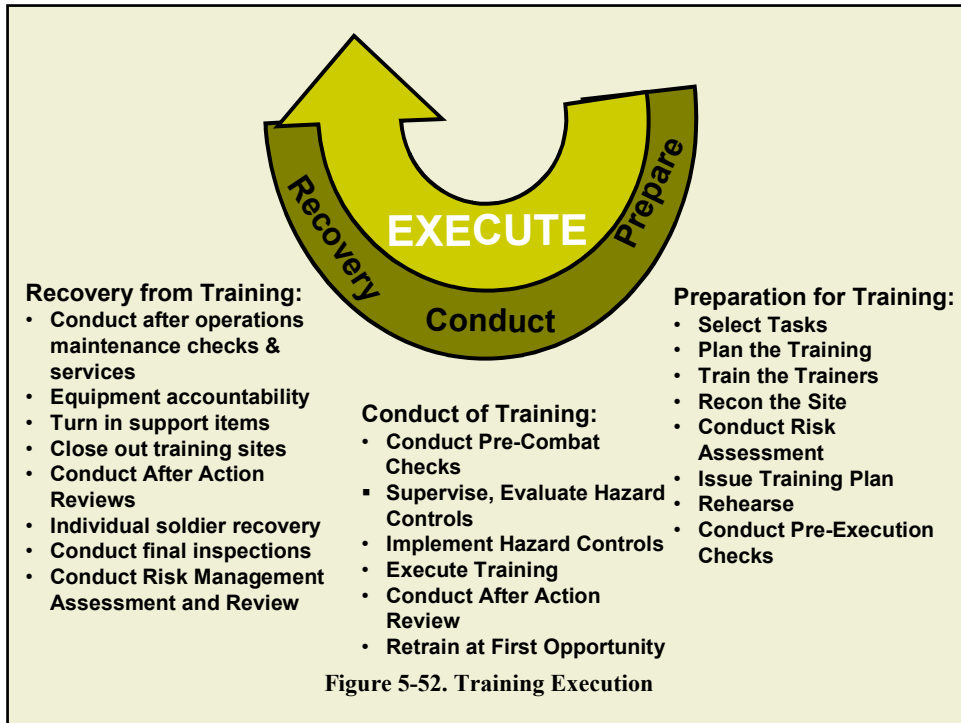 EXECUTE
Prepare
Conduct
Recovery
Preparation for Training:
• Select Tasks
• Plan the Training
• Train the Trainers
• Recon the Site
• Conduct Risk
Assessment
• Issue Training Plan
• Rehearse
• Conduct Pre-Execution
Checks
Conduct of Training:
• Conduct Pre-Combat
Checks
▪ Supervise, Evaluate Hazard
Controls
• Implement Hazard Controls
• Execute Training
• Conduct After Action
Review
• Retrain at First Opportunity
Recovery from Training:
• Conduct after operations
maintenance checks &
services
• Equipment accountability
• Turn in support items
• Close out training sites
• Conduct After Action
Reviews
• Individual soldier recovery
• Conduct final inspections
• Conduct Risk Management
Assessment and Review
Figure 5-52. Training Execution